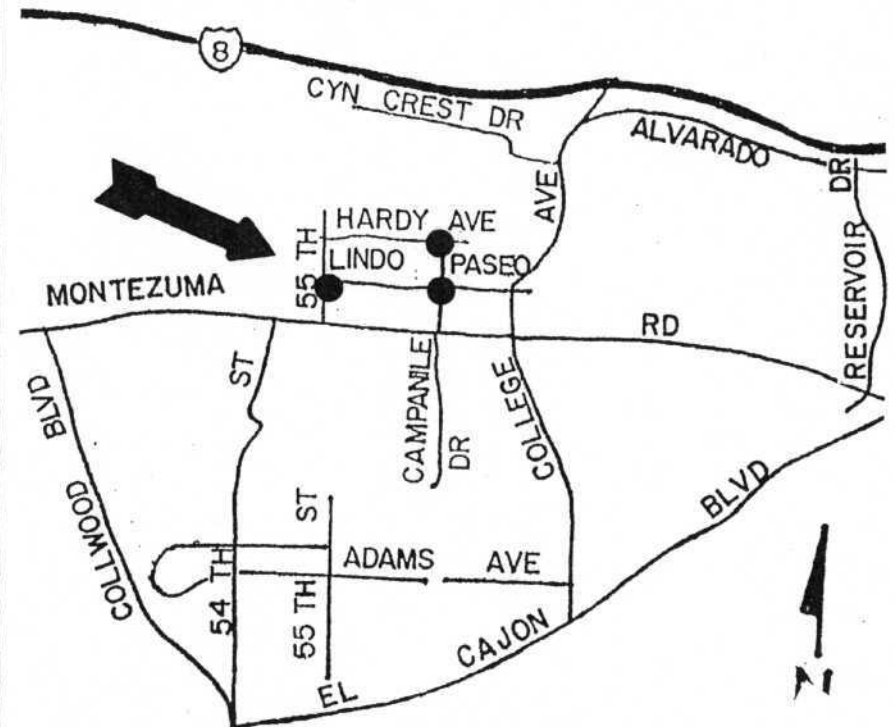 8
CYN CREST DR
ALVARADO
HARDY AVE
AVE
DR
55 TH
LINDO PASEO
RESERVOIR
MONTEZUMA RD
ST
CAMPANILE DR
COLLEGE
COLLWOOD BLVD
BLVD
ST
ADAMS AVE
54 TH
55 TH
EL CAJON
N